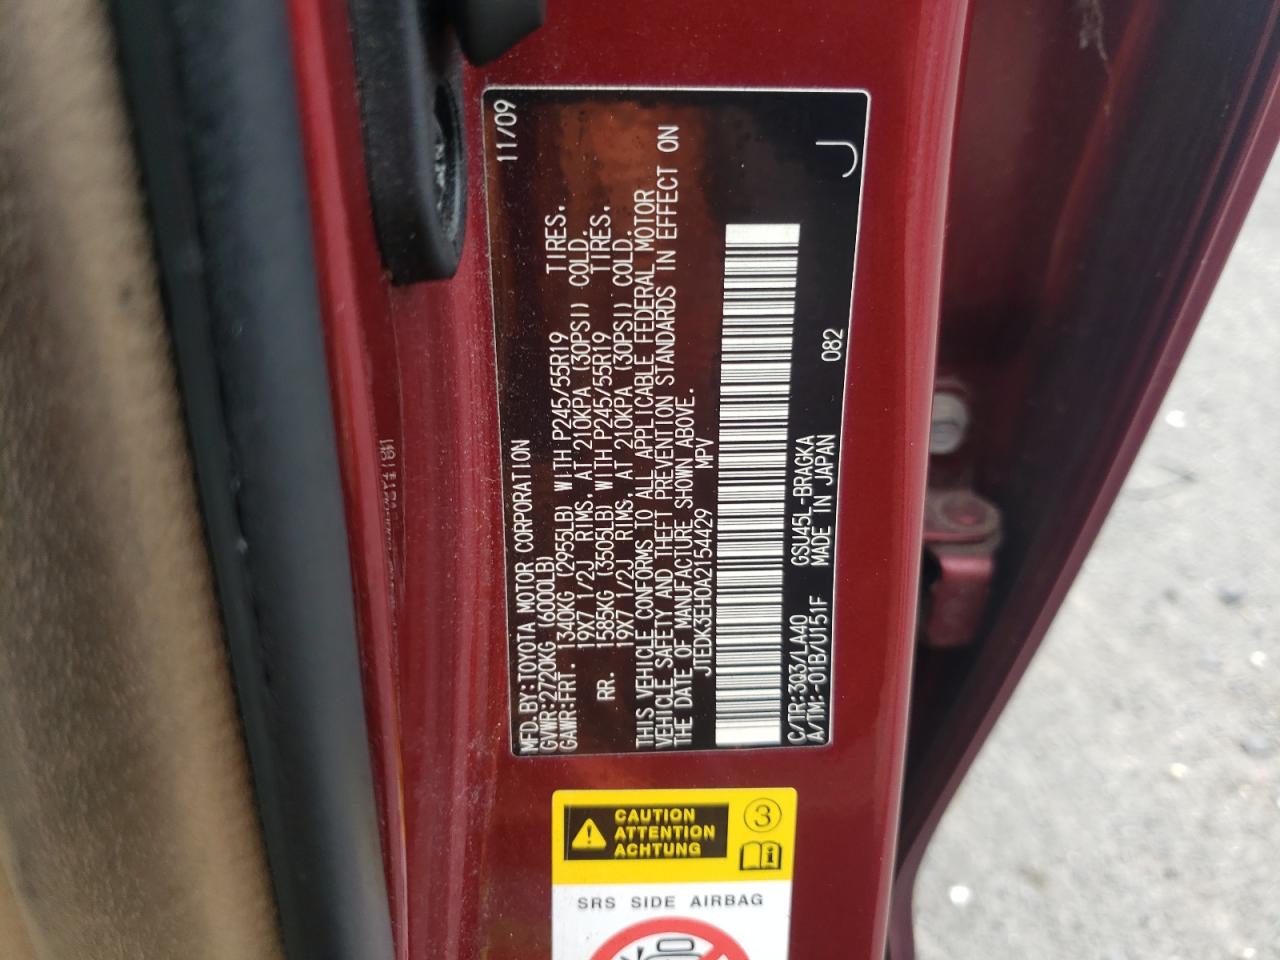 MFD.BY:TOYOTA MOTOR CORPORATION 11/09
GVWR:2720KG (6000LB)
GAWR:FRT. 1340KG (2955LB) WITH P245/55R19 TIRES.
19X7 1/2J RIMS. AT 210KPA (30PSI) COLD.
RR. 1585KG (3505LB) WITH P245/55R19 TIRES.
19X7 1/2J RIMS. AT 210KPA (30PSI) COLD.
THIS VEHICLE CONFORMS TO ALL APPLICABLE FEDERAL MOTOR
VEHICLE SAFETY AND THEFT PREVENTION STANDARDS IN EFFECT ON
THE DATE OF MANUFACTURE SHOWN ABOVE.
JTEDK3EH0A2154429 MPV
C/TR:3Q3/LA40 GSU45L-BRAGKA
A/TM:-01B/U151F MADE IN JAPAN 082 J
CAUTION
ATTENTION
ACHTUNG
3
SRS SIDE AIRBAG